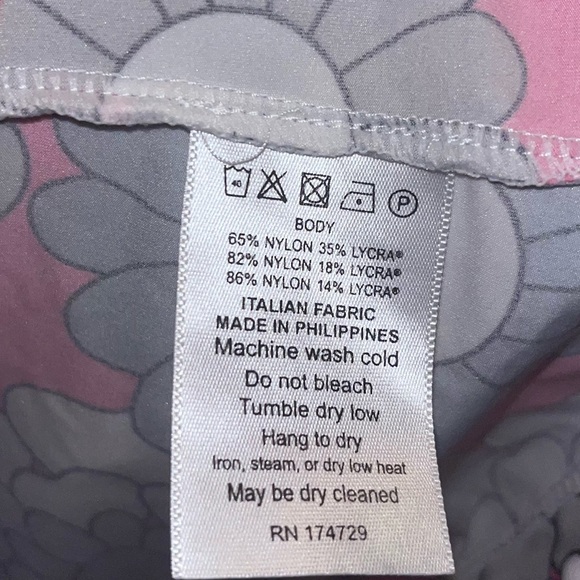 40
P
BODY
65% NYLON 35% LYCRA®
82% NYLON 18% LYCRA®
86% NYLON 14% LYCRA®
ITALIAN FABRIC
MADE IN PHILIPPINES
Machine wash cold
Do not bleach
Tumble dry low
Hang to dry
Iron, steam, or dry low heat
May be dry cleaned
RN 174729